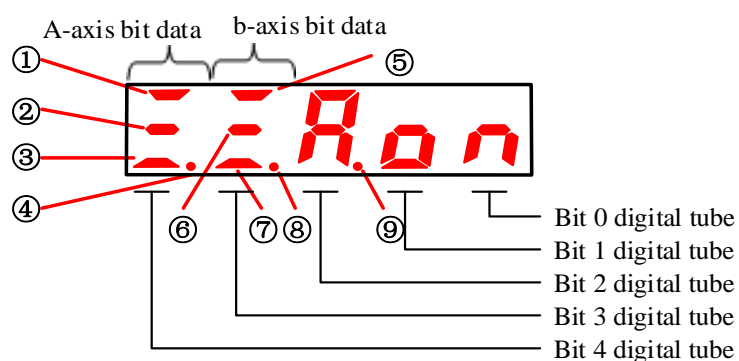 A-axis bit data b-axis bit data
① ⑤
②
③
④ ⑥ ⑦ ⑧ ⑨
Aon
Bit 0 digital tube
Bit 1 digital tube
Bit 2 digital tube
Bit 3 digital tube
Bit 4 digital tube